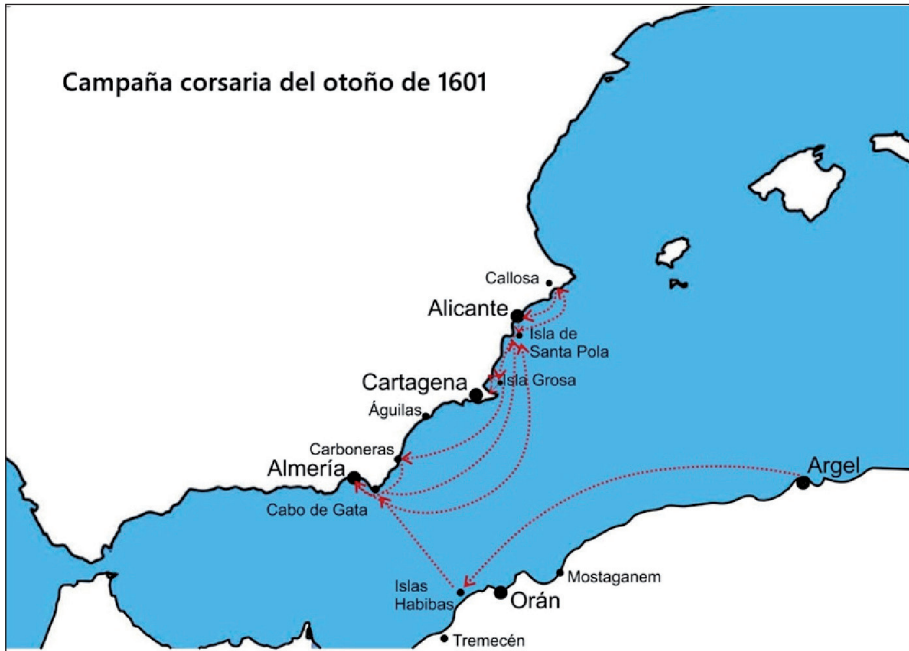 Campaña corsaria del otoño de 1601
Callosa
Alicante
Isla de
Santa Pola
Isla Grosa
Cartagena
Águilas
Carboneras
Almería
Cabo de Gata
Argel
Mostaganem
Islas
Habibas
Orán
Tremecén